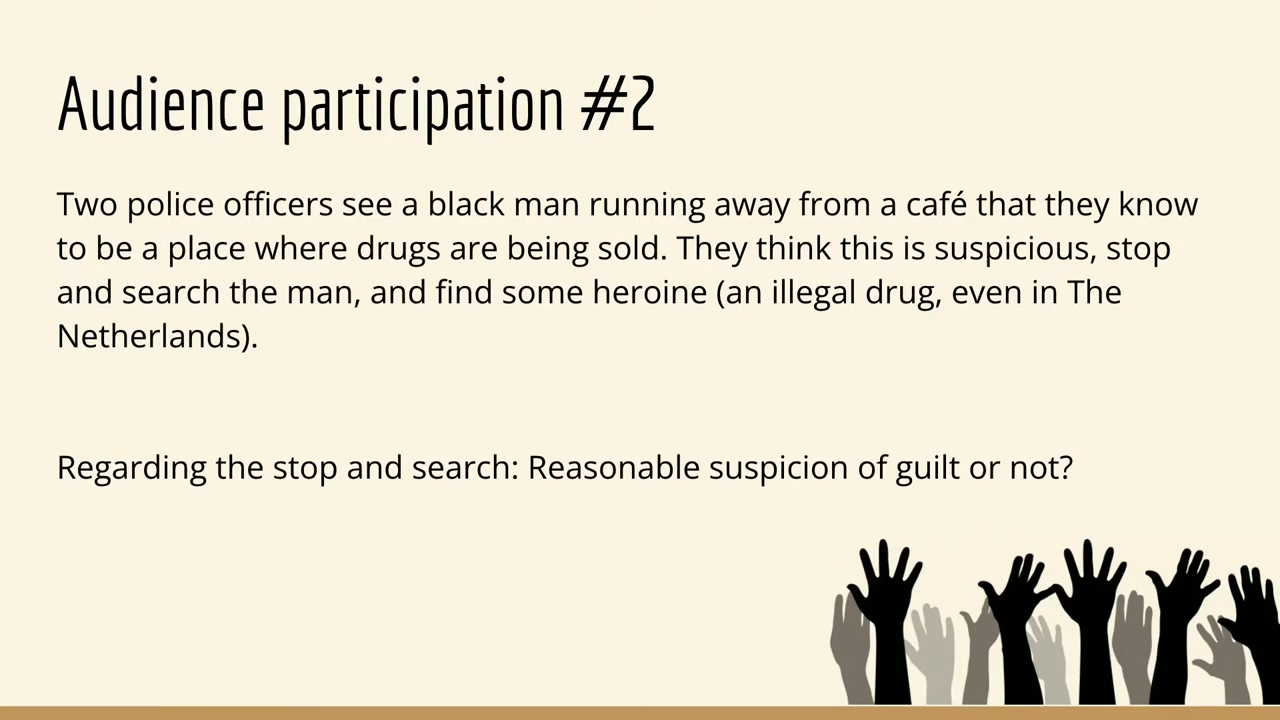 Audience participation #2
Two police officers see a black man running away from a café that they know
to be a place where drugs are being sold. They think this is suspicious, stop
and search the man, and find some heroine (an illegal drug, even in The
Netherlands).
Regarding the stop and search: Reasonable suspicion of guilt or not?